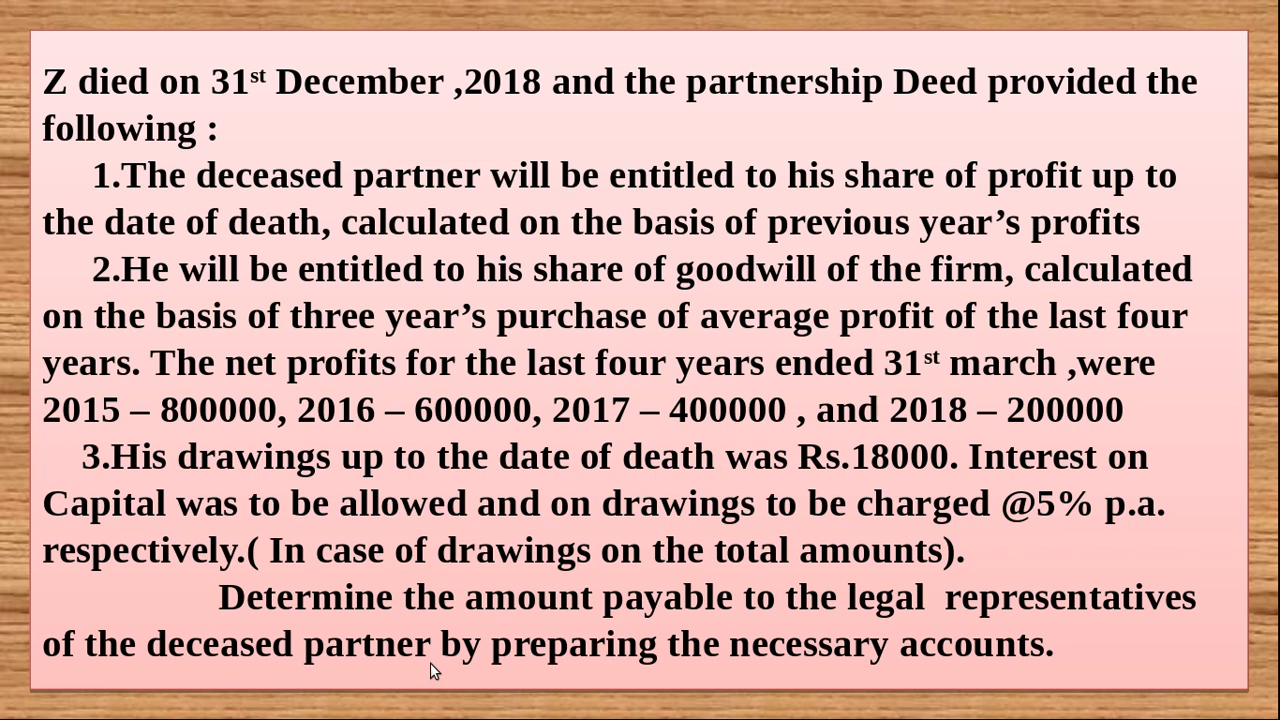 Z died on 31st December ,2018 and the partnership Deed provided the
following :
1.The deceased partner will be entitled to his share of profit up to
the date of death, calculated on the basis of previous year’s profits
2.He will be entitled to his share of goodwill of the firm, calculated
on the basis of three year’s purchase of average profit of the last four
years. The net profits for the last four years ended 31st march ,were
2015 – 800000, 2016 – 600000, 2017 – 400000 , and 2018 – 200000
3.His drawings up to the date of death was Rs.18000. Interest on
Capital was to be allowed and on drawings to be charged @5% p.a.
respectively.( In case of drawings on the total amounts).
Determine the amount payable to the legal  representatives
of the deceased partner by preparing the necessary accounts.